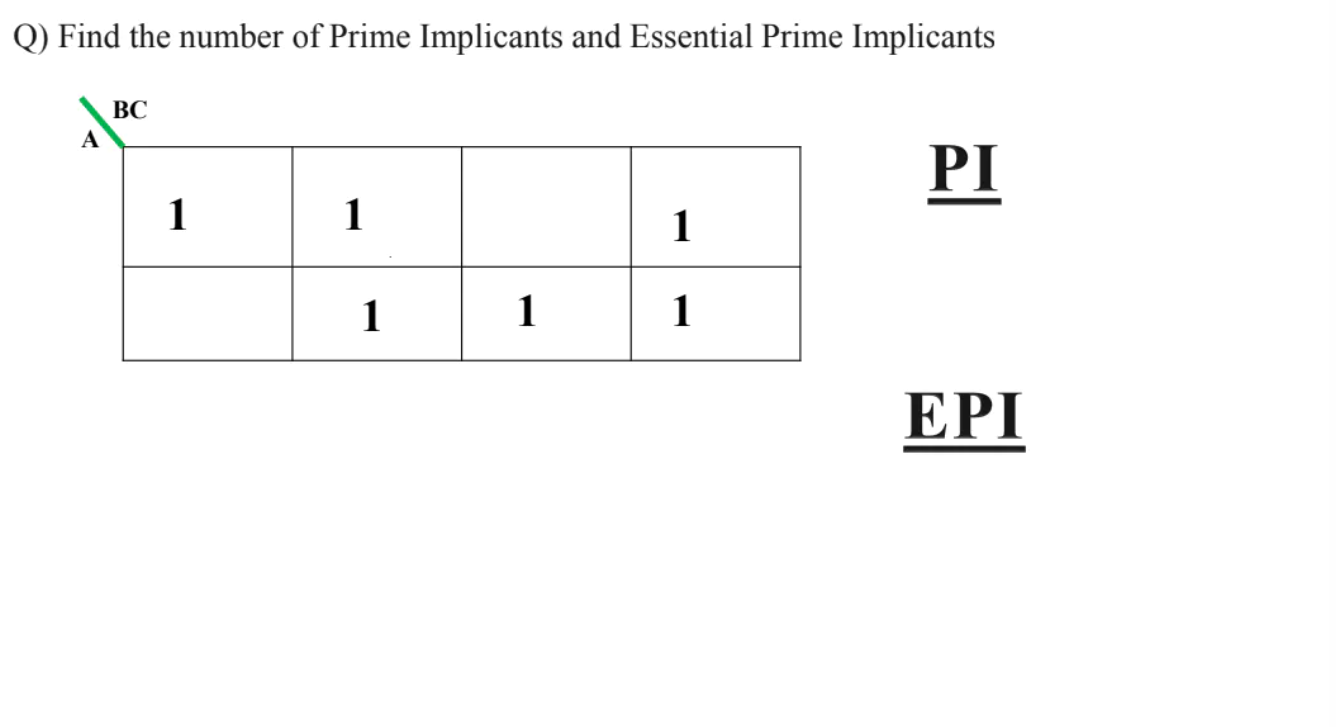 Q) Find the number of Prime Implicants and Essential Prime Implicants
BC
A
PI
1 1 1
1 1 1
EPI